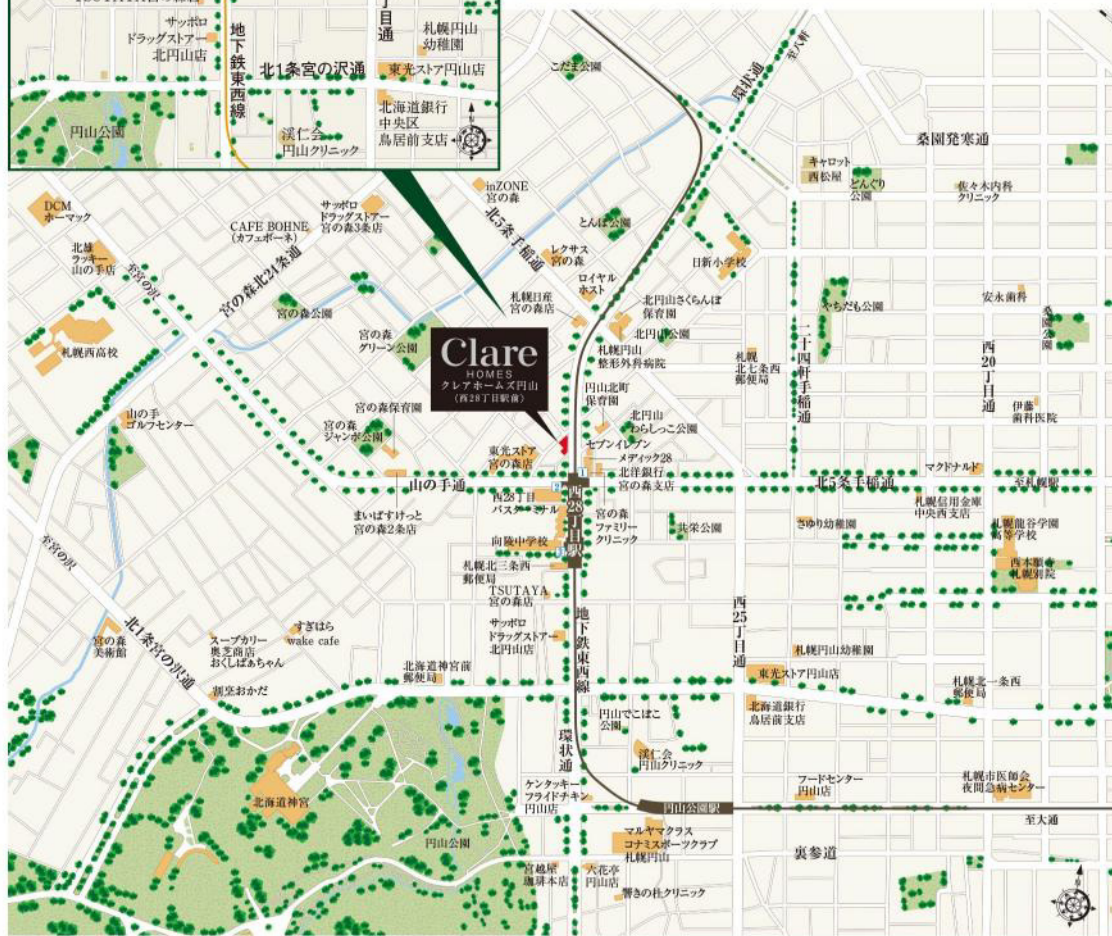 サッポロ
ドラッグストアー
北円山店
地下鉄東西線
丁目通
札幌円山
幼稚園
北1条宮の沢通
東光ストア円山店
円山公園
渓仁会
円山クリニック
北海道銀行
中央区
鳥居前支店
こだま公園
環状通
至八軒
桑園発寒通
キャロット
西松屋
どんぐり
公園
佐々木内科
クリニック
DCM
ホーマック
inZONE
宮の森
サッポロ
ドラッグストアー
宮の森3条店
CAFE BOHNE
(カフェボーネ)
北5条手稲通
とんぼ公園
レクサス
宮の森
日新小学校
北雄
ラッキー
山の手店
至宮の沢
宮の森北24条通
ロイヤル
ホスト
札幌日産
宮の森店
北円山さくらんぼ
保育園
やちだも公園
安永歯科
桑園公園
宮の森公園
宮の森
グリーン公園
北円山公園
札幌西高校
Clare
HOMES
クレアホームズ円山
(西28丁目駅前)
札幌円山
整形外科病院
札幌
北七条西
郵便局
二十四軒手稲通
西20丁目通
円山北町
保育園
伊藤
歯科医院
山の手
ゴルフセンター
宮の森保育園
宮の森
ジャンボ公園
北円山
わらしっこ公園
東光ストア
宮の森店
セブンイレブン
メディック28
北洋銀行
宮の森支店
マクドナルド
山の手通
1
2
北5条手稲通
至札幌駅
西28丁目
バスターミナル
西28丁目駅
札幌信用金庫
中央西支店
まいばすけっと
宮の森2条店
宮の森
ファミリー
クリニック
共栄公園
さゆり幼稚園
札幌龍谷学園
高等学校
向陵中学校
3
至宮の沢
札幌北三条西
郵便局
西本願寺
札幌別院
TSUTAYA
宮の森店
地下鉄東西線
西25丁目通
宮の森
美術館
北1条宮の沢通
スープカリー
奥芝商店
おくしばぁちゃん
すぎはら
wake cafe
サッポロ
ドラッグストアー
北円山店
札幌円山幼稚園
北海道神宮前
郵便局
東光ストア円山店
札幌北一条西
郵便局
割烹おかだ
円山でこぼこ
公園
北海道銀行
鳥居前支店
環状通
渓仁会
円山クリニック
北海道神宮
ケンタッキー
フライドチキン
円山店
フードセンター
円山店
札幌市医師会
夜間急病センター
円山公園駅
至大通
円山公園
マルヤマクラス
コナミスポーツクラブ
札幌円山
裏参道
宮越屋
珈琲本店
六花亭
円山店
響きの杜クリニック